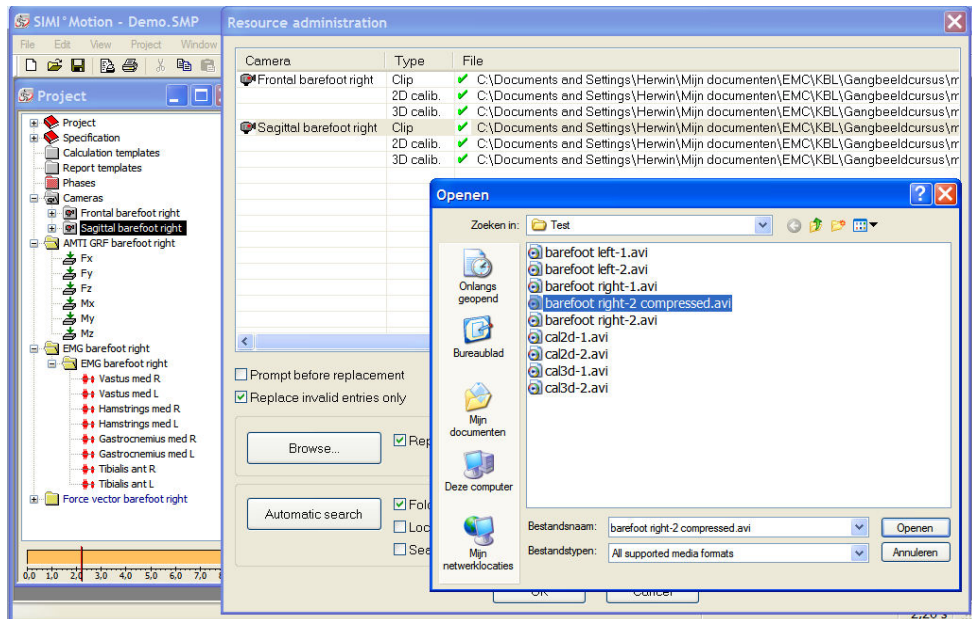 SIMI°Motion - Demo.SMP
File Edit View Project Window
Project
Project
Specification
Calculation templates
Report templates
Phases
Cameras
Frontal barefoot right
Sagittal barefoot right
AMTI GRF barefoot right
Fx
Fy
Fz
Mx
My
Mz
EMG barefoot right
EMG barefoot right
Vastus med R
Vastus med L
Hamstrings med R
Hamstrings med L
Gastrocnemius med R
Gastrocnemius med L
Tibialis ant R
Tibialis ant L
Force vector barefoot right
0,0 1,0 2,0 3,0 4,0 5,0 6,0 7,0
Resource administration
Camera Type File
Frontal barefoot right Clip C:\Documents and Settings\Herwin\Mijn documenten\EMC\KBL\Gangbeeldcursus\m
2D calib. C:\Documents and Settings\Herwin\Mijn documenten\EMC\KBL\Gangbeeldcursus\m
3D calib. C:\Documents and Settings\Herwin\Mijn documenten\EMC\KBL\Gangbeeldcursus\m
Sagittal barefoot right Clip C:\Documents and Settings\Herwin\Mijn documenten\EMC\KBL\Gangbeeldcursus\m
2D calib. C:\Documents and Settings\Herwin\Mijn documenten\EMC\KBL\Gangbeeldcursus\m
3D calib. C:\Documents and Settings\Herwin\Mijn documenten\EMC\KBL\Gangbeeldcursus\m
Prompt before replacement
Replace invalid entries only
Browse...
Rep
Automatic search
Fold
Loc
Sea
OK Cancel
Openen
Zoeken in: Test
Onlangs geopend
Bureaublad
Mijn documenten
Deze computer
Mijn netwerklocaties
barefoot left-1.avi
barefoot left-2.avi
barefoot right-1.avi
barefoot right-2 compressed.avi
barefoot right-2.avi
cal2d-1.avi
cal2d-2.avi
cal3d-1.avi
cal3d-2.avi
Bestandsnaam: barefoot right-2 compressed.avi Openen
Bestandstypen: All supported media formats Annuleren
2,20 s